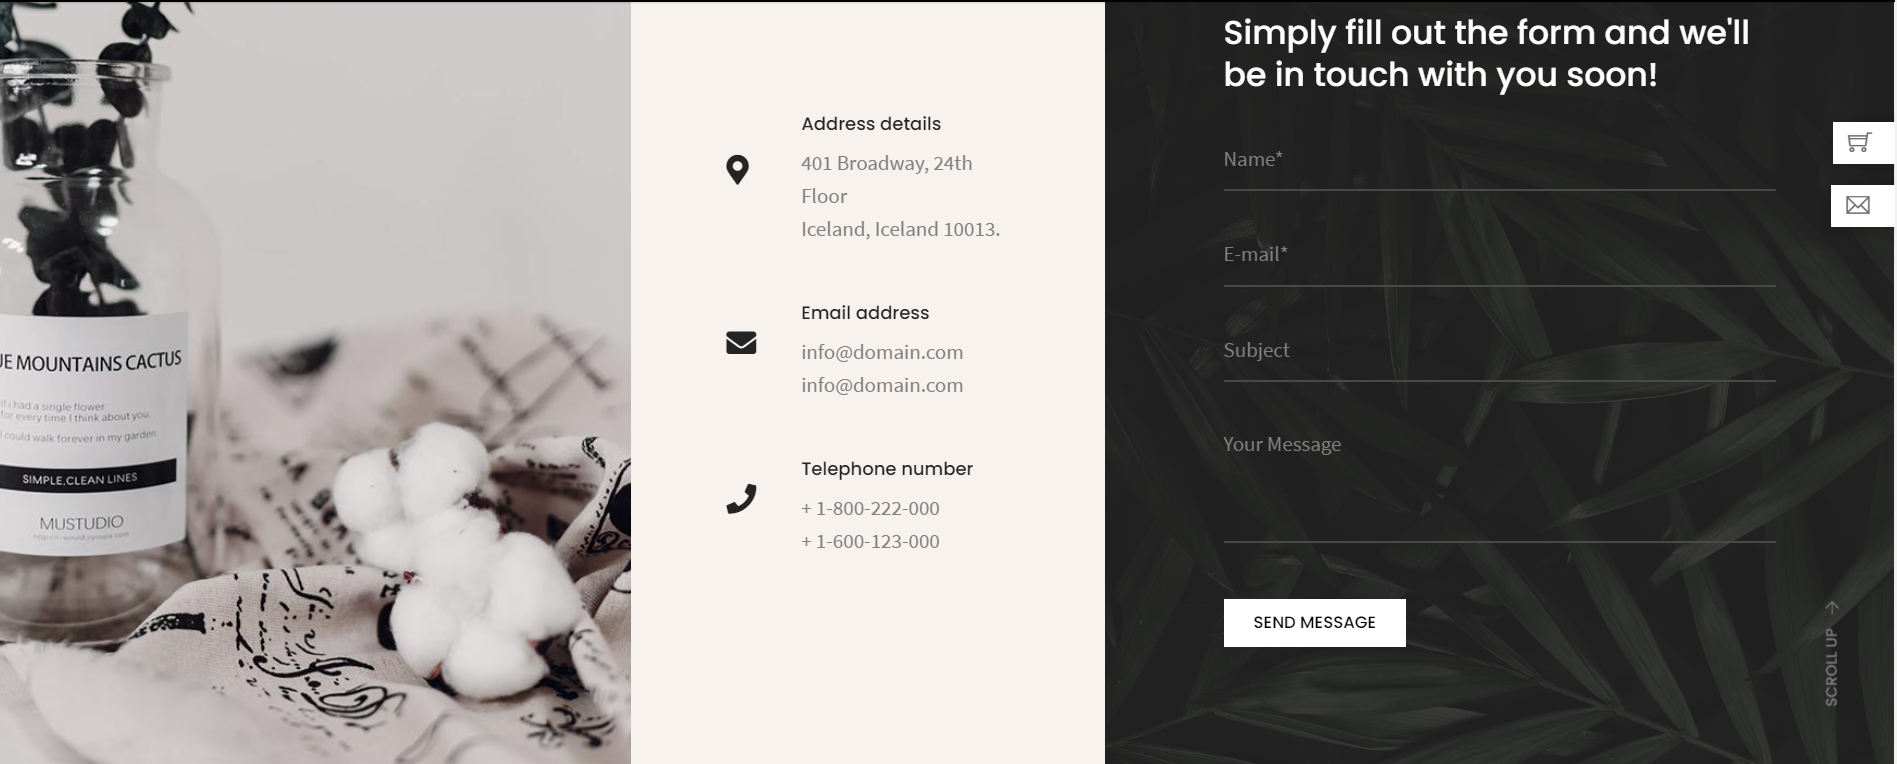 UE MOUNTAINS CACTUS
If i had a single flower
for every time I think about you,
I could walk forever in my garden.
SIMPLE,CLEAN LINES
MUSTUDIO
Address details
401 Broadway, 24th
Floor
Iceland, Iceland 10013.
Email address
info@domain.com
info@domain.com
Telephone number
+ 1-800-222-000
+ 1-600-123-000
Simply fill out the form and we'll
be in touch with you soon!
Name*
E-mail*
Subject
Your Message
SEND MESSAGE
SCROLL UP